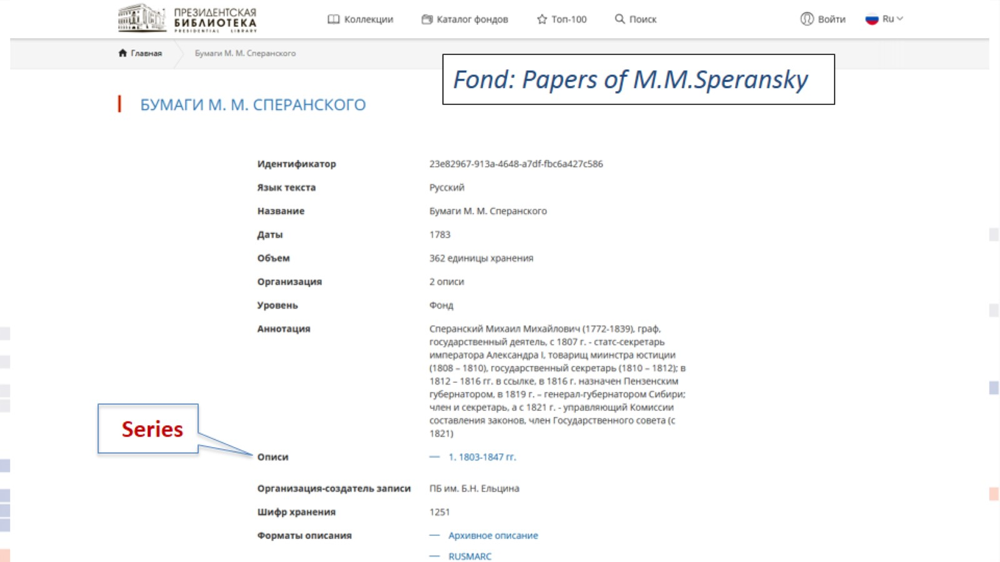 ПРЕЗИДЕНТСКАЯ
БИБЛИОТЕКА
PRESIDENTIAL LIBRARY
Коллекции
Каталог фондов
Топ-100
Поиск
Войти
Ru
Главная
Бумаги М. М. Сперанского
Fond: Papers of M.M.Speransky
БУМАГИ М. М. СПЕРАНСКОГО
Идентификатор 23e82967-913a-4648-a7df-fbc6a427c586
Язык текста Русский
Название Бумаги М. М. Сперанского
Даты 1783
Объем 362 единицы хранения
Организация 2 описи
Уровень Фонд
Аннотация Сперанский Михаил Михайлович (1772-1839), граф,
государственный деятель, с 1807 г. - статс-секретарь
императора Александра I, товарищ миинстра юстиции
(1808 – 1810), государственный секретарь (1810 – 1812); в
1812 – 1816 гг. в ссылке, в 1816 г. назначен Пензенским
губернатором, в 1819 г. – генерал-губернатором Сибири;
член и секретарь, а с 1821 г. - управляющий Комиссии
составления законов, член Государственного совета (с
1821)
Series
Описи — 1. 1803-1847 гг.
Организация-создатель записи ПБ им. Б.Н. Ельцина
Шифр хранения 1251
Форматы описания — Архивное описание
— RUSMARC